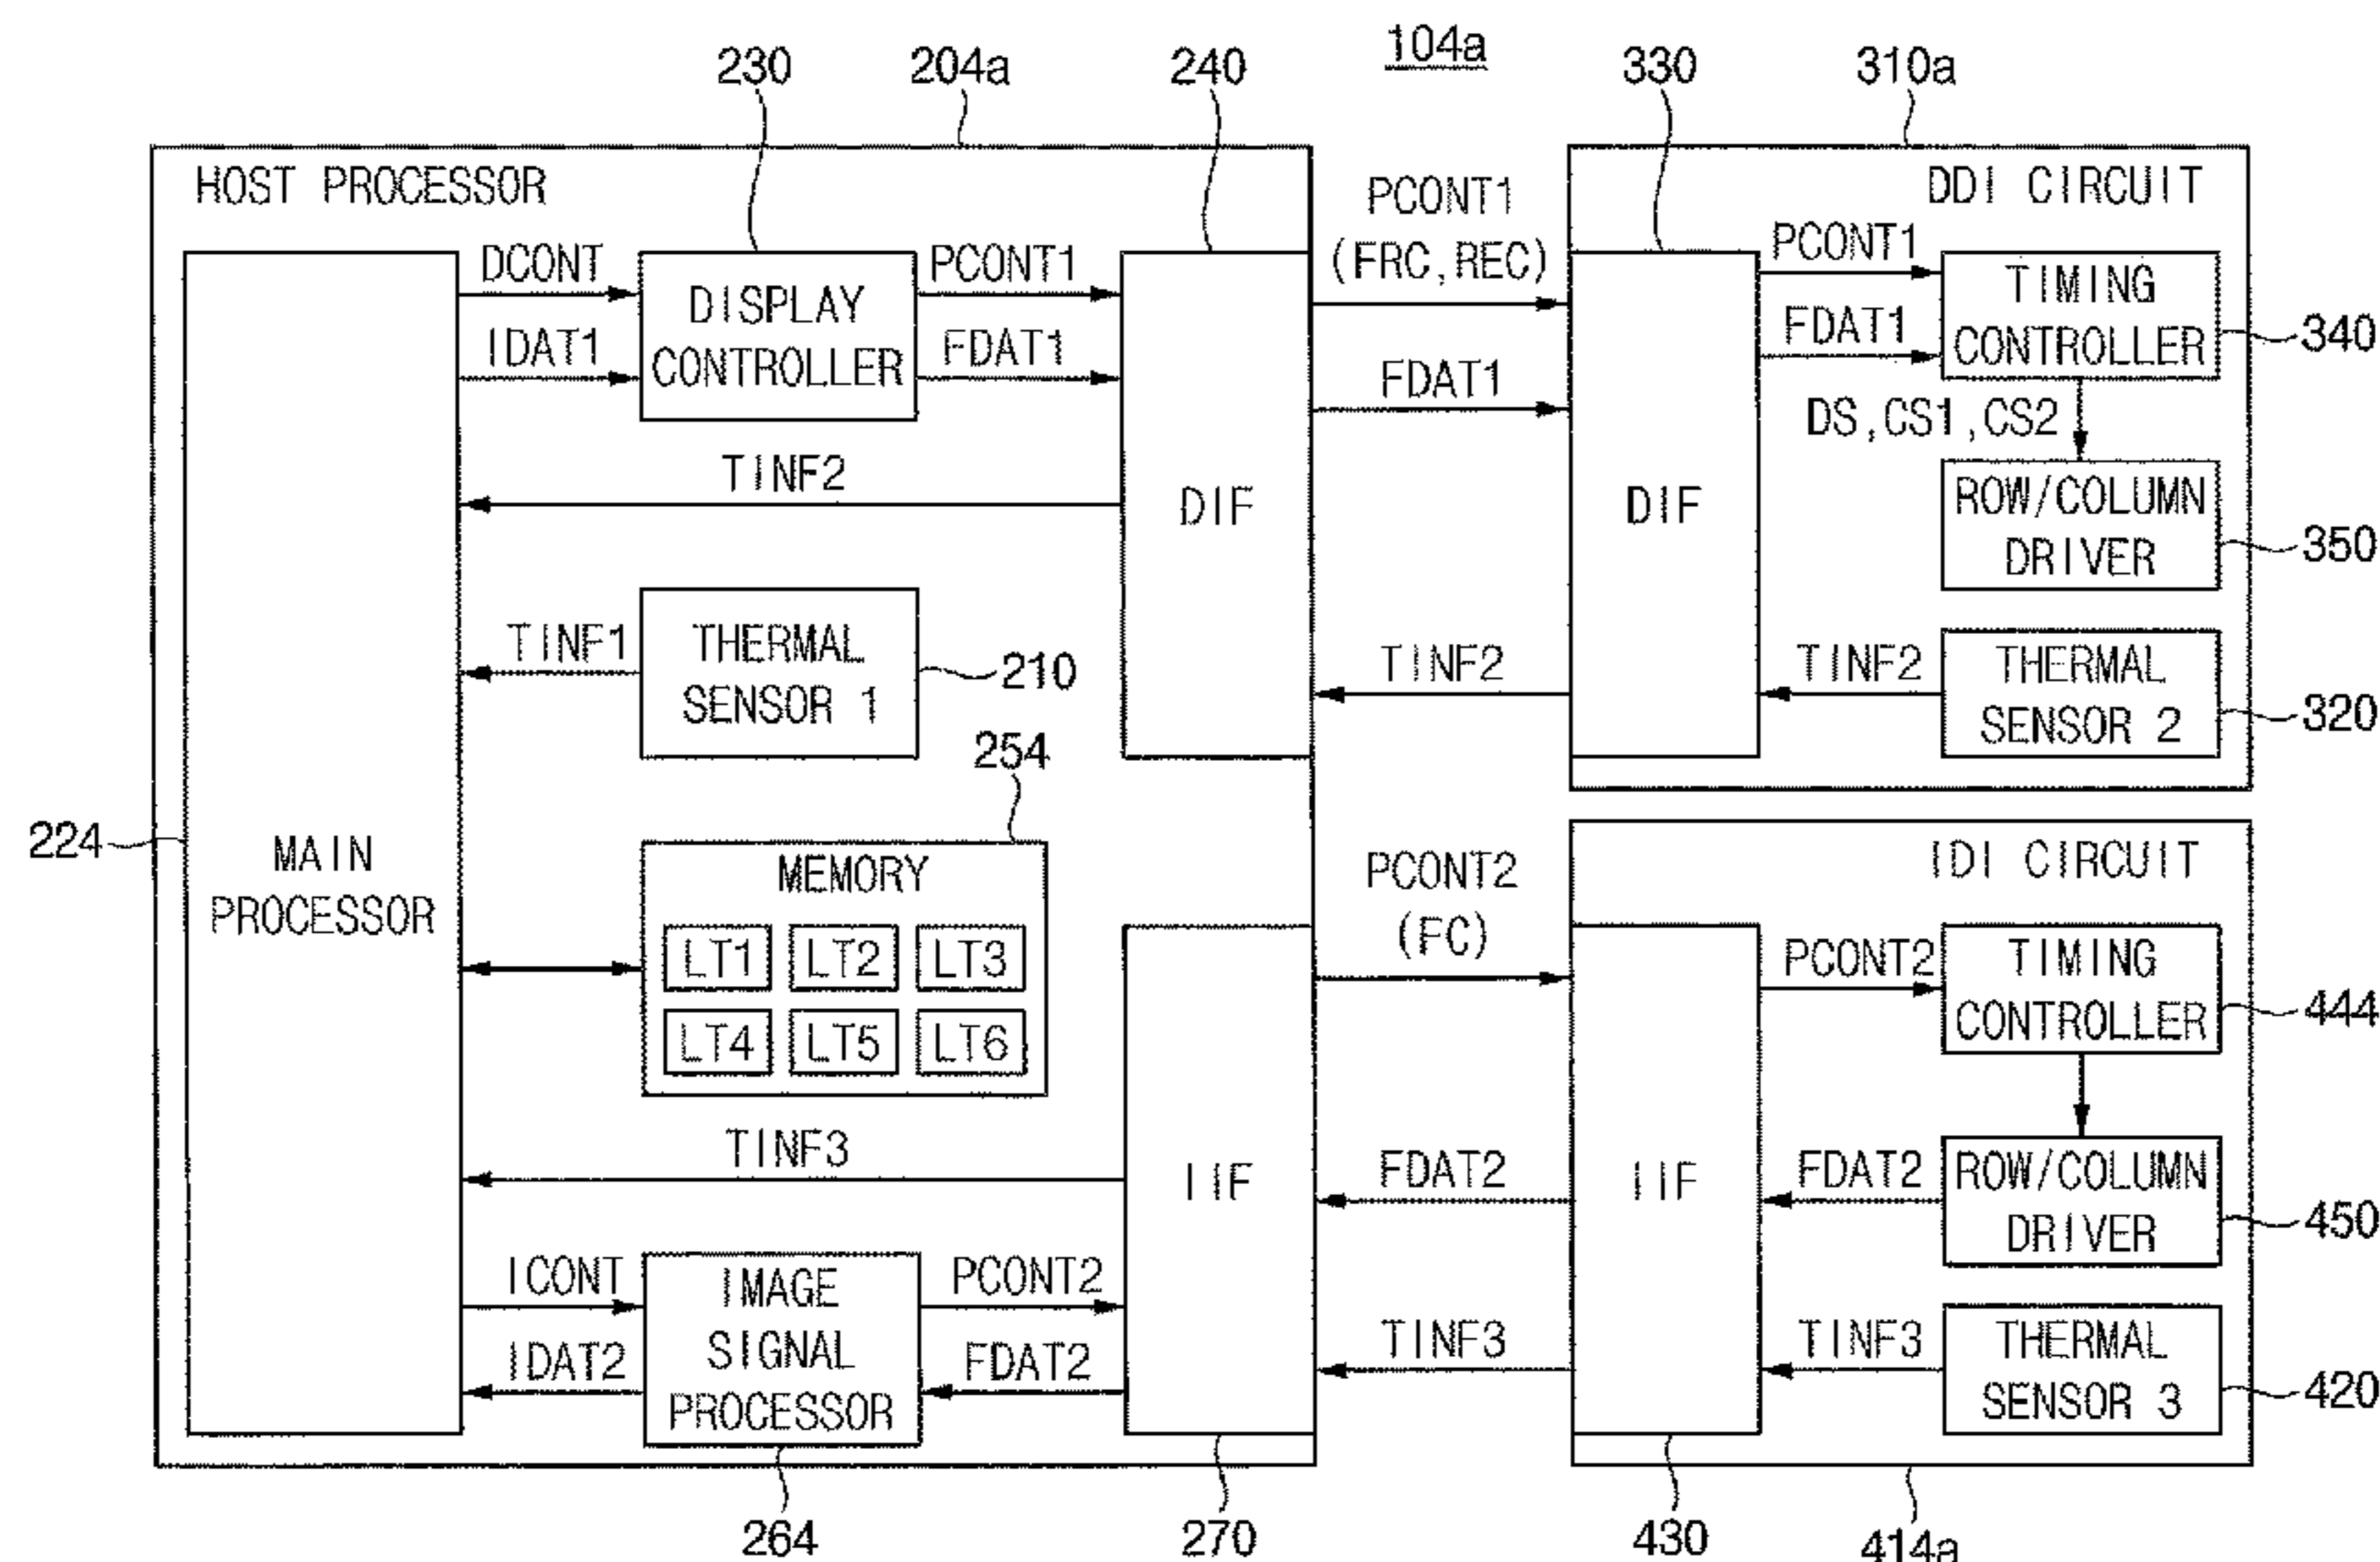 104a
230
204a
240
330
310a
HOST PROCESSOR
DCONT
IDAT1
DISPLAY
CONTROLLER
PCONT1
FDAT1
TINF2
DIF
TINF1
THERMAL
SENSOR 1
210
254
224
MAIN
PROCESSOR
MEMORY
LT1 LT2 LT3
LT4 LT5 LT6
TINF3
IIF
ICONT
IDAT2
IMAGE
SIGNAL
PROCESSOR
PCONT2
FDAT2
264
270
PCONT1
(FRC,REC)
FDAT1
TINF2
PCONT2
(FC)
FDAT2
TINF3
DDI CIRCUIT
DIF
PCONT1
FDAT1
TIMING
CONTROLLER
340
DS,CS1,CS2
ROW/COLUMN
DRIVER
350
TINF2
THERMAL
SENSOR 2
320
IDI CIRCUIT
IIF
PCONT2
TIMING
CONTROLLER
444
FDAT2
ROW/COLUMN
DRIVER
450
TINF3
THERMAL
SENSOR 3
420
430
414a